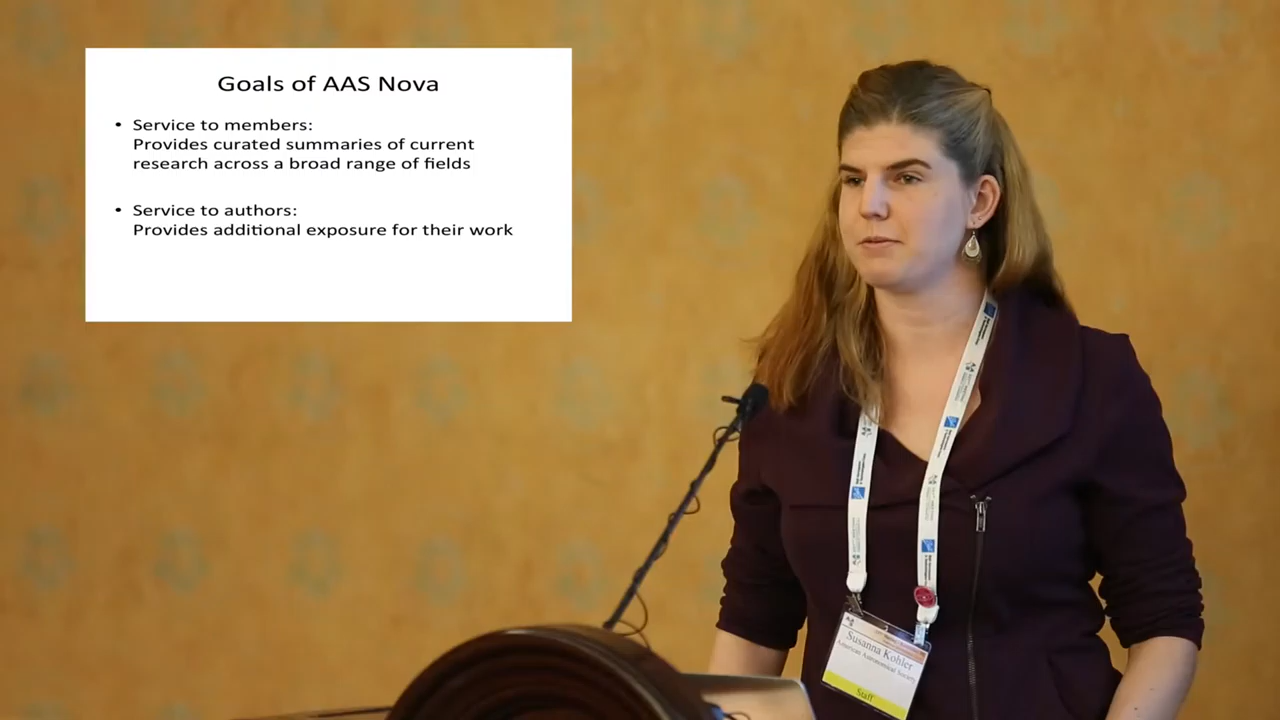 Goals of AAS Nova
• Service to members:
Provides curated summaries of current
research across a broad range of fields
• Service to authors:
Provides additional exposure for their work
Susanna Kohler
American Astronomical Society
Staff